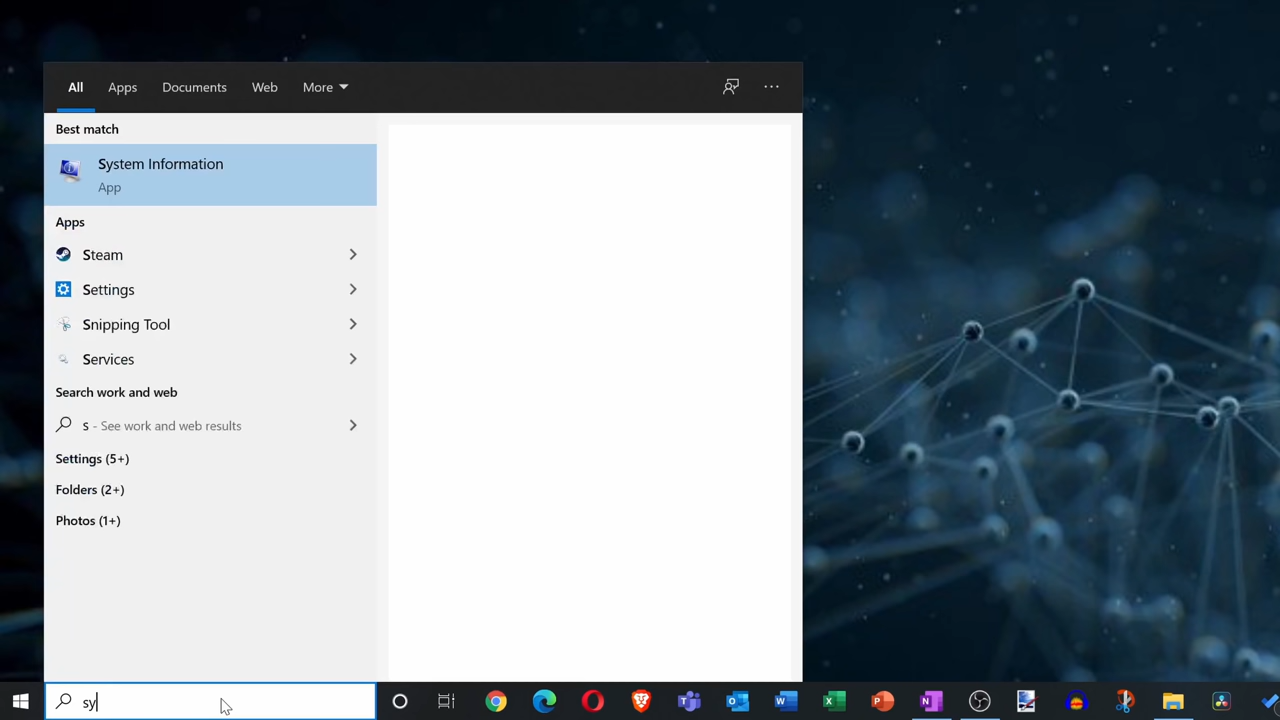 All Apps Documents Web More
Best match
System Information
App
Apps
Steam
Settings
Snipping Tool
Services
Search work and web
s - See work and web results
Settings (5+)
Folders (2+)
Photos (1+)
sy